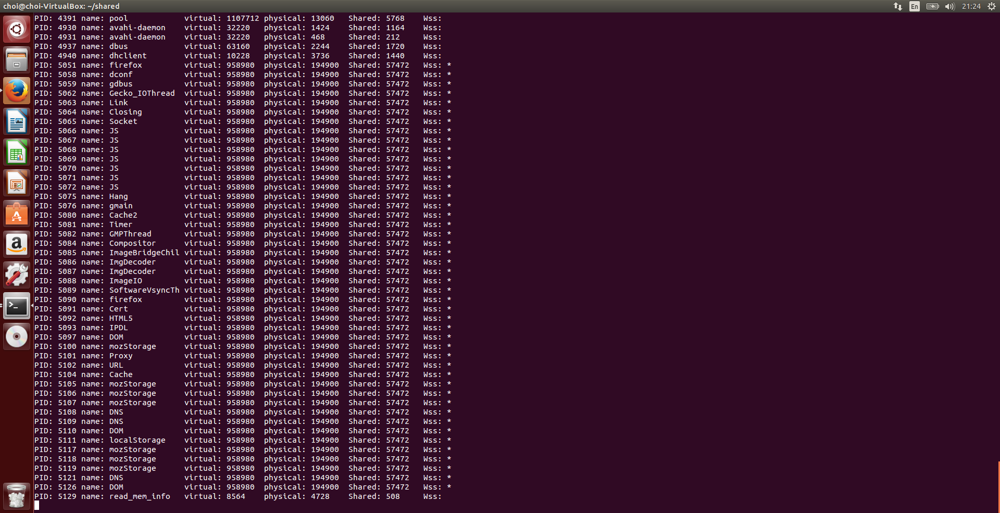 choi@choi-VirtualBox: ~/shared En 21:24
PID: 4391 name: pool virtual: 1107712 physical: 13060 Shared: 5768 Wss:
PID: 4930 name: avahi-daemon virtual: 32220 physical: 1424 Shared: 1164 Wss:
PID: 4931 name: avahi-daemon virtual: 32220 physical: 468 Shared: 212 Wss:
PID: 4937 name: dbus virtual: 63160 physical: 2244 Shared: 1720 Wss:
PID: 4940 name: dhclient virtual: 10228 physical: 3736 Shared: 1440 Wss:
PID: 5051 name: firefox virtual: 958980 physical: 194900 Shared: 57472 Wss: *
PID: 5058 name: dconf virtual: 958980 physical: 194900 Shared: 57472 Wss: *
PID: 5059 name: gdbus virtual: 958980 physical: 194900 Shared: 57472 Wss: *
PID: 5062 name: Gecko_IOThread virtual: 958980 physical: 194900 Shared: 57472 Wss: *
PID: 5063 name: Link virtual: 958980 physical: 194900 Shared: 57472 Wss: *
PID: 5064 name: Closing virtual: 958980 physical: 194900 Shared: 57472 Wss: *
PID: 5065 name: Socket virtual: 958980 physical: 194900 Shared: 57472 Wss: *
PID: 5066 name: JS virtual: 958980 physical: 194900 Shared: 57472 Wss: *
PID: 5067 name: JS virtual: 958980 physical: 194900 Shared: 57472 Wss: *
PID: 5068 name: JS virtual: 958980 physical: 194900 Shared: 57472 Wss: *
PID: 5069 name: JS virtual: 958980 physical: 194900 Shared: 57472 Wss: *
PID: 5070 name: JS virtual: 958980 physical: 194900 Shared: 57472 Wss: *
PID: 5071 name: JS virtual: 958980 physical: 194900 Shared: 57472 Wss: *
PID: 5072 name: JS virtual: 958980 physical: 194900 Shared: 57472 Wss: *
PID: 5075 name: Hang virtual: 958980 physical: 194900 Shared: 57472 Wss: *
PID: 5076 name: gmain virtual: 958980 physical: 194900 Shared: 57472 Wss: *
PID: 5080 name: Cache2 virtual: 958980 physical: 194900 Shared: 57472 Wss: *
PID: 5081 name: Timer virtual: 958980 physical: 194900 Shared: 57472 Wss: *
PID: 5082 name: GMPThread virtual: 958980 physical: 194900 Shared: 57472 Wss: *
PID: 5084 name: Compositor virtual: 958980 physical: 194900 Shared: 57472 Wss: *
PID: 5085 name: ImageBridgeChil virtual: 958980 physical: 194900 Shared: 57472 Wss: *
PID: 5086 name: ImgDecoder virtual: 958980 physical: 194900 Shared: 57472 Wss: *
PID: 5087 name: ImgDecoder virtual: 958980 physical: 194900 Shared: 57472 Wss: *
PID: 5088 name: ImageIO virtual: 958980 physical: 194900 Shared: 57472 Wss: *
PID: 5089 name: SoftwareVsyncTh virtual: 958980 physical: 194900 Shared: 57472 Wss: *
PID: 5090 name: firefox virtual: 958980 physical: 194900 Shared: 57472 Wss: *
PID: 5091 name: Cert virtual: 958980 physical: 194900 Shared: 57472 Wss: *
PID: 5092 name: HTML5 virtual: 958980 physical: 194900 Shared: 57472 Wss: *
PID: 5093 name: IPDL virtual: 958980 physical: 194900 Shared: 57472 Wss: *
PID: 5097 name: DOM virtual: 958980 physical: 194900 Shared: 57472 Wss: *
PID: 5100 name: mozStorage virtual: 958980 physical: 194900 Shared: 57472 Wss: *
PID: 5101 name: Proxy virtual: 958980 physical: 194900 Shared: 57472 Wss: *
PID: 5102 name: URL virtual: 958980 physical: 194900 Shared: 57472 Wss: *
PID: 5104 name: Cache virtual: 958980 physical: 194900 Shared: 57472 Wss: *
PID: 5105 name: mozStorage virtual: 958980 physical: 194900 Shared: 57472 Wss: *
PID: 5106 name: mozStorage virtual: 958980 physical: 194900 Shared: 57472 Wss: *
PID: 5107 name: mozStorage virtual: 958980 physical: 194900 Shared: 57472 Wss: *
PID: 5108 name: DNS virtual: 958980 physical: 194900 Shared: 57472 Wss: *
PID: 5109 name: DNS virtual: 958980 physical: 194900 Shared: 57472 Wss: *
PID: 5110 name: DOM virtual: 958980 physical: 194900 Shared: 57472 Wss: *
PID: 5111 name: localStorage virtual: 958980 physical: 194900 Shared: 57472 Wss: *
PID: 5117 name: mozStorage virtual: 958980 physical: 194900 Shared: 57472 Wss: *
PID: 5118 name: mozStorage virtual: 958980 physical: 194900 Shared: 57472 Wss: *
PID: 5119 name: mozStorage virtual: 958980 physical: 194900 Shared: 57472 Wss: *
PID: 5121 name: DNS virtual: 958980 physical: 194900 Shared: 57472 Wss: *
PID: 5126 name: DOM virtual: 958980 physical: 194900 Shared: 57472 Wss: *
PID: 5129 name: read_mem_info virtual: 8564 physical: 4728 Shared: 508 Wss: